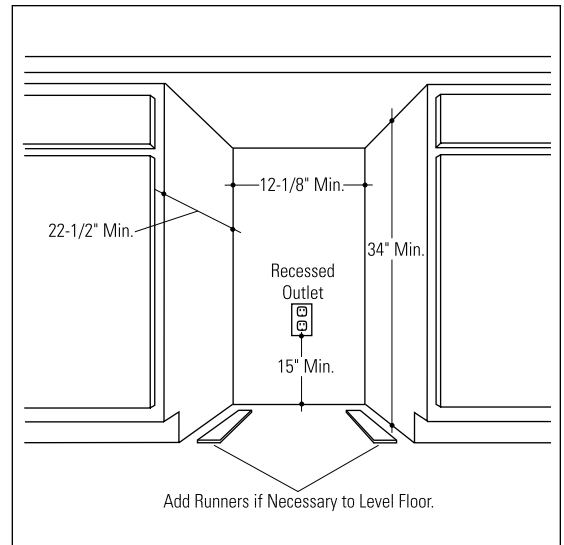 12-1/8" Min.
22-1/2" Min.
34" Min.
Recessed
Outlet
15" Min.
Add Runners if Necessary to Level Floor.